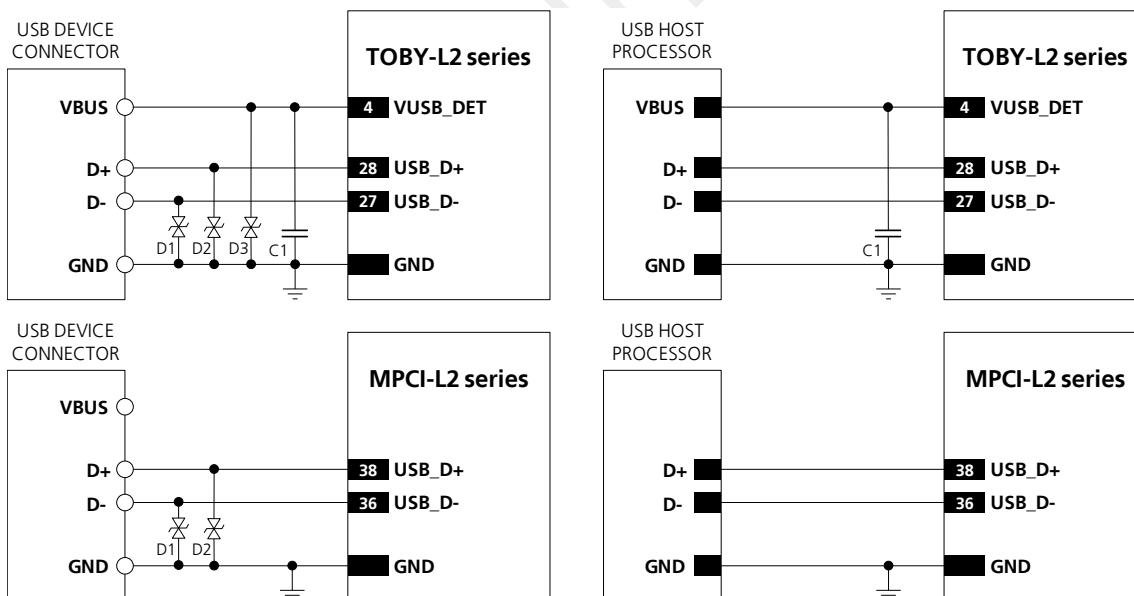 USB DEVICE
CONNECTOR
TOBY-L2 series
VBUS
4 VUSB_DET
D+
28 USB_D+
D-
27 USB_D-
D1 D2 D3 C1
GND
GND
USB HOST
PROCESSOR
TOBY-L2 series
VBUS
4 VUSB_DET
D+
28 USB_D+
D-
27 USB_D-
C1
GND
GND
USB DEVICE
CONNECTOR
MPCI-L2 series
VBUS
D+
38 USB_D+
D-
36 USB_D-
D1 D2
GND
GND
USB HOST
PROCESSOR
MPCI-L2 series
D+
38 USB_D+
D-
36 USB_D-
GND
GND